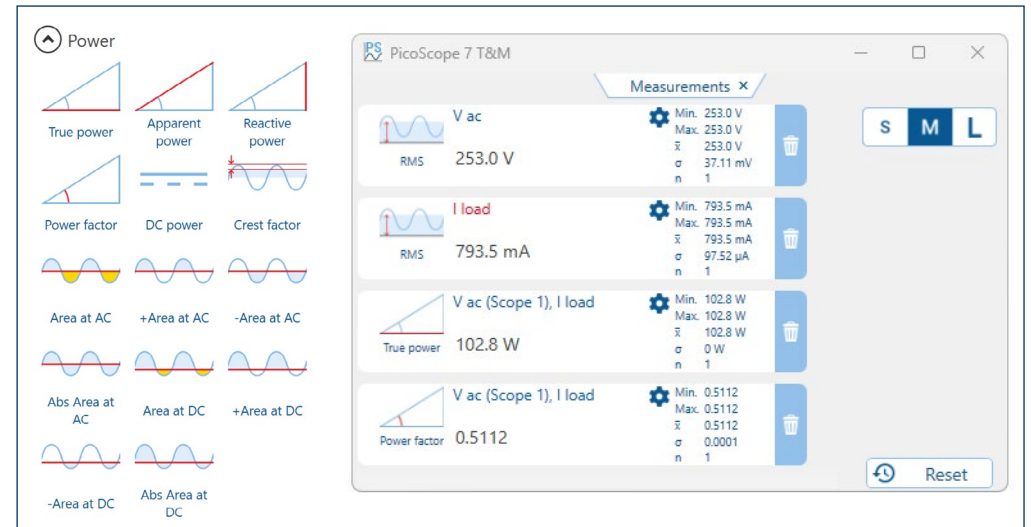 Power
True power
Apparent
power
Reactive
power
Power factor
DC power
Crest factor
Area at AC
+Area at AC
-Area at AC
Abs Area at
AC
Area at DC
+Area at DC
-Area at DC
Abs Area at
DC
PS PicoScope 7 T&M
Measurements ×
V ac
RMS 253.0 V
Min. 253.0 V
Max. 253.0 V
x̄ 253.0 V
σ 37.11 mV
n 1
I load
RMS 793.5 mA
Min. 793.5 mA
Max. 793.5 mA
x̄ 793.5 mA
σ 97.52 µA
n 1
V ac (Scope 1), I load
True power 102.8 W
Min. 102.8 W
Max. 102.8 W
x̄ 102.8 W
σ 0 W
n 1
V ac (Scope 1), I load
Power factor 0.5112
Min. 0.5112
Max. 0.5112
x̄ 0.5112
σ 0.0001
n 1
S M L
Reset